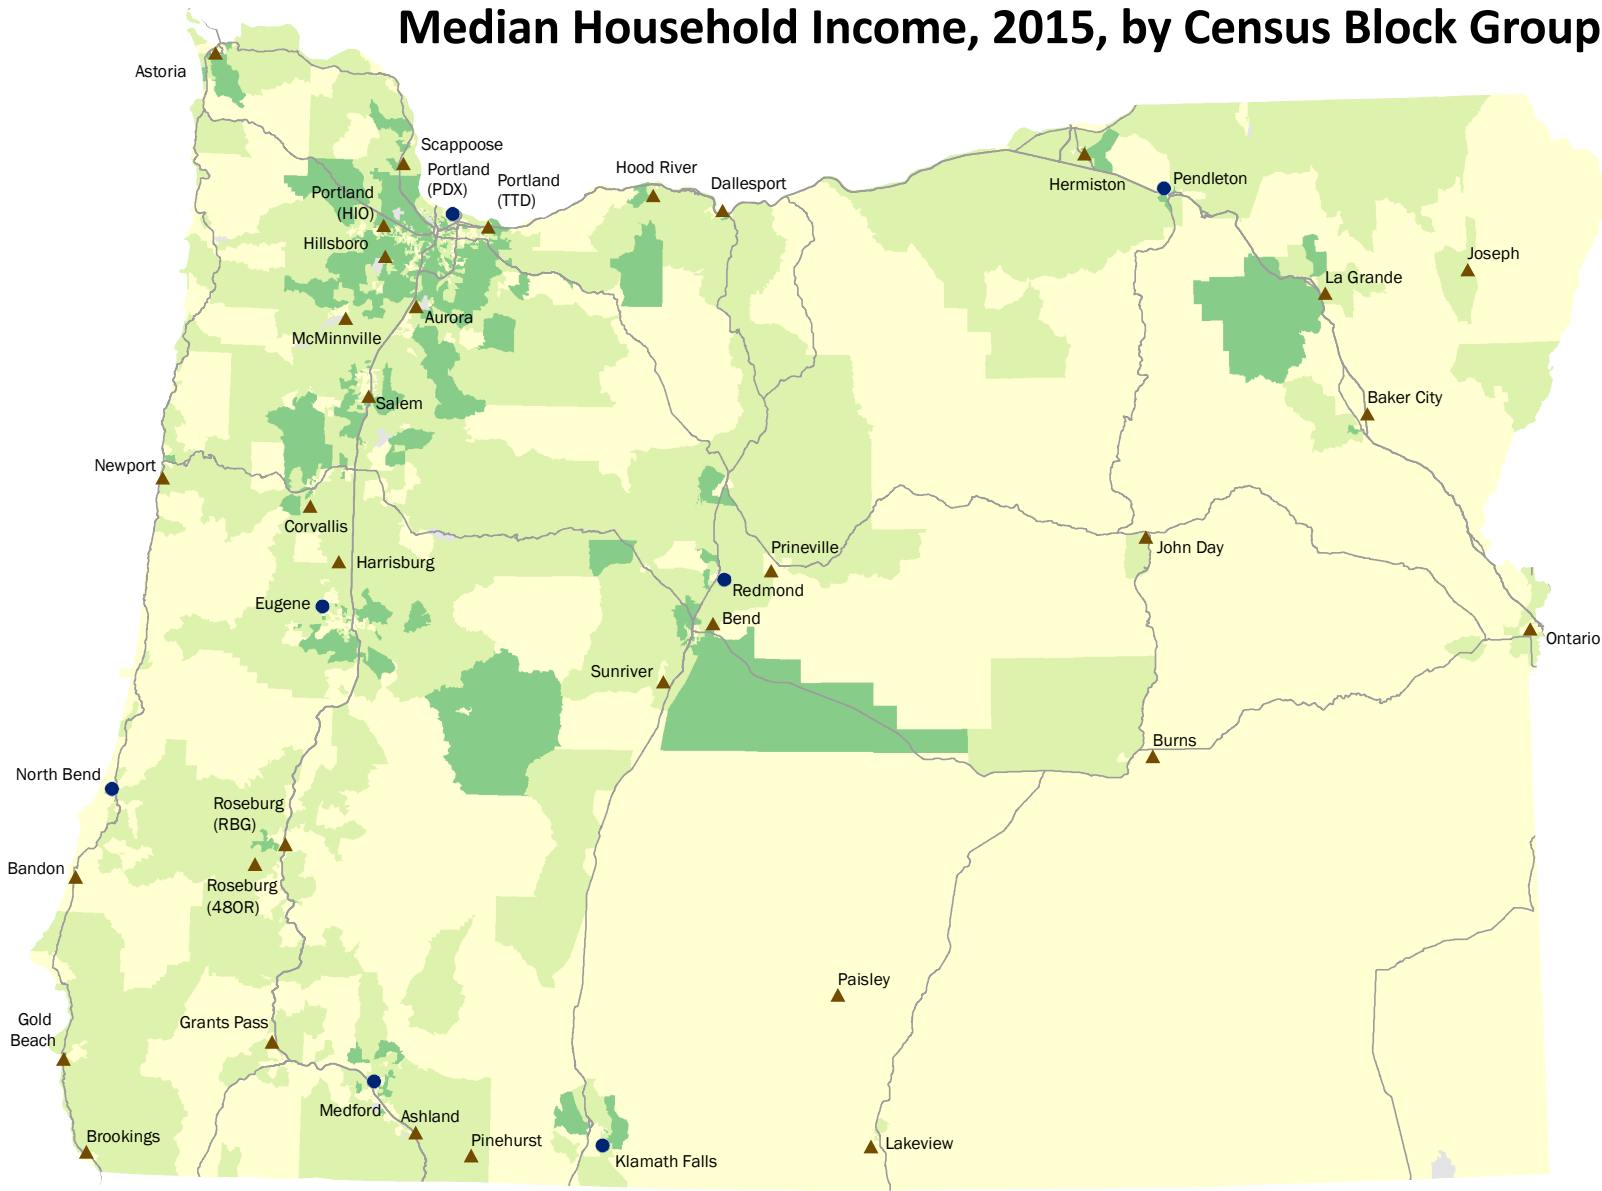 Median Household Income, 2015, by Census Block Group
Astoria
Scappoose
Portland
(PDX)
Portland
(TTD)
Portland
(HIO)
Hood River
Dallesport
Hermiston
Pendleton
Hillsboro
Joseph
La Grande
Aurora
McMinnville
Salem
Baker City
Newport
Corvallis
Harrisburg
Prineville
John Day
Redmond
Eugene
Bend
Ontario
Sunriver
Burns
North Bend
Roseburg
(RBG)
Bandon
Roseburg
(48OR)
Paisley
Gold
Beach
Grants Pass
Medford
Ashland
Brookings
Pinehurst
Klamath Falls
Lakeview